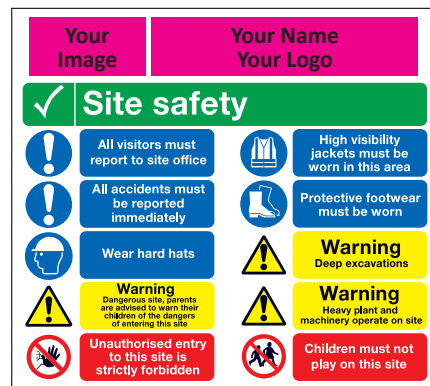 Your
Image
Your Name
Your Logo
Site safety
All visitors must
report to site office
High visibility
jackets must be
worn in this area
All accidents must
be reported
immediately
Protective footwear
must be worn
Wear hard hats
Warning
Deep excavations
Warning
Dangerous site, parents
are advised to warn their
children of the dangers
of entering this site
Warning
Heavy plant and
machinery operate on site
Unauthorised entry
to this site is
strictly forbidden
Children must not
play on this site